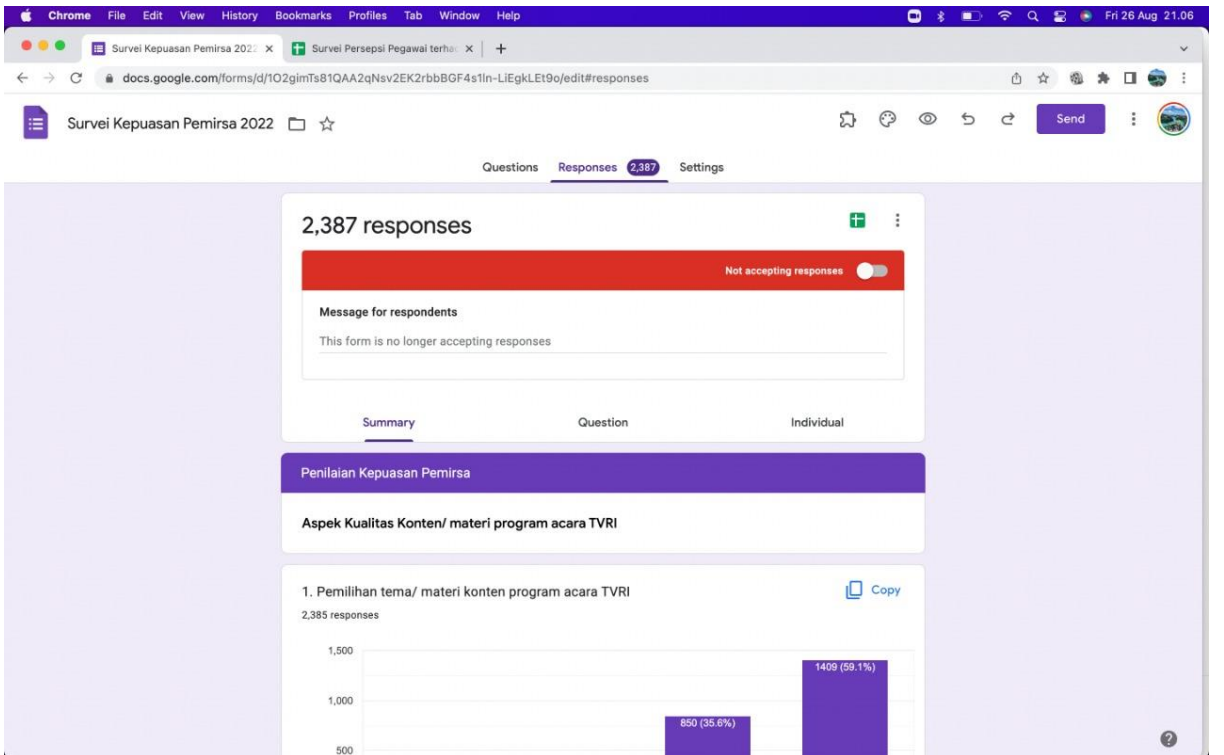 Chrome File Edit View History Bookmarks Profiles Tab Window Help Fri 26 Aug 21.06
Survei Kepuasan Pemirsa 2022 Survei Persepsi Pegawai terha
docs.google.com/forms/d/1O2gimTs81QAA2qNsv2EK2rbbBGF4s1ln-LiEgkLEt9o/edit#responses
Survei Kepuasan Pemirsa 2022 Send
Questions Responses 2,387 Settings
2,387 responses
Not accepting responses
Message for respondents
This form is no longer accepting responses
Summary Question Individual
Penilaian Kepuasan Pemirsa
Aspek Kualitas Konten/ materi program acara TVRI
1. Pemilihan tema/ materi konten program acara TVRI Copy
2,385 responses
1,500
1409 (59.1%)
1,000
850 (35.6%)
500